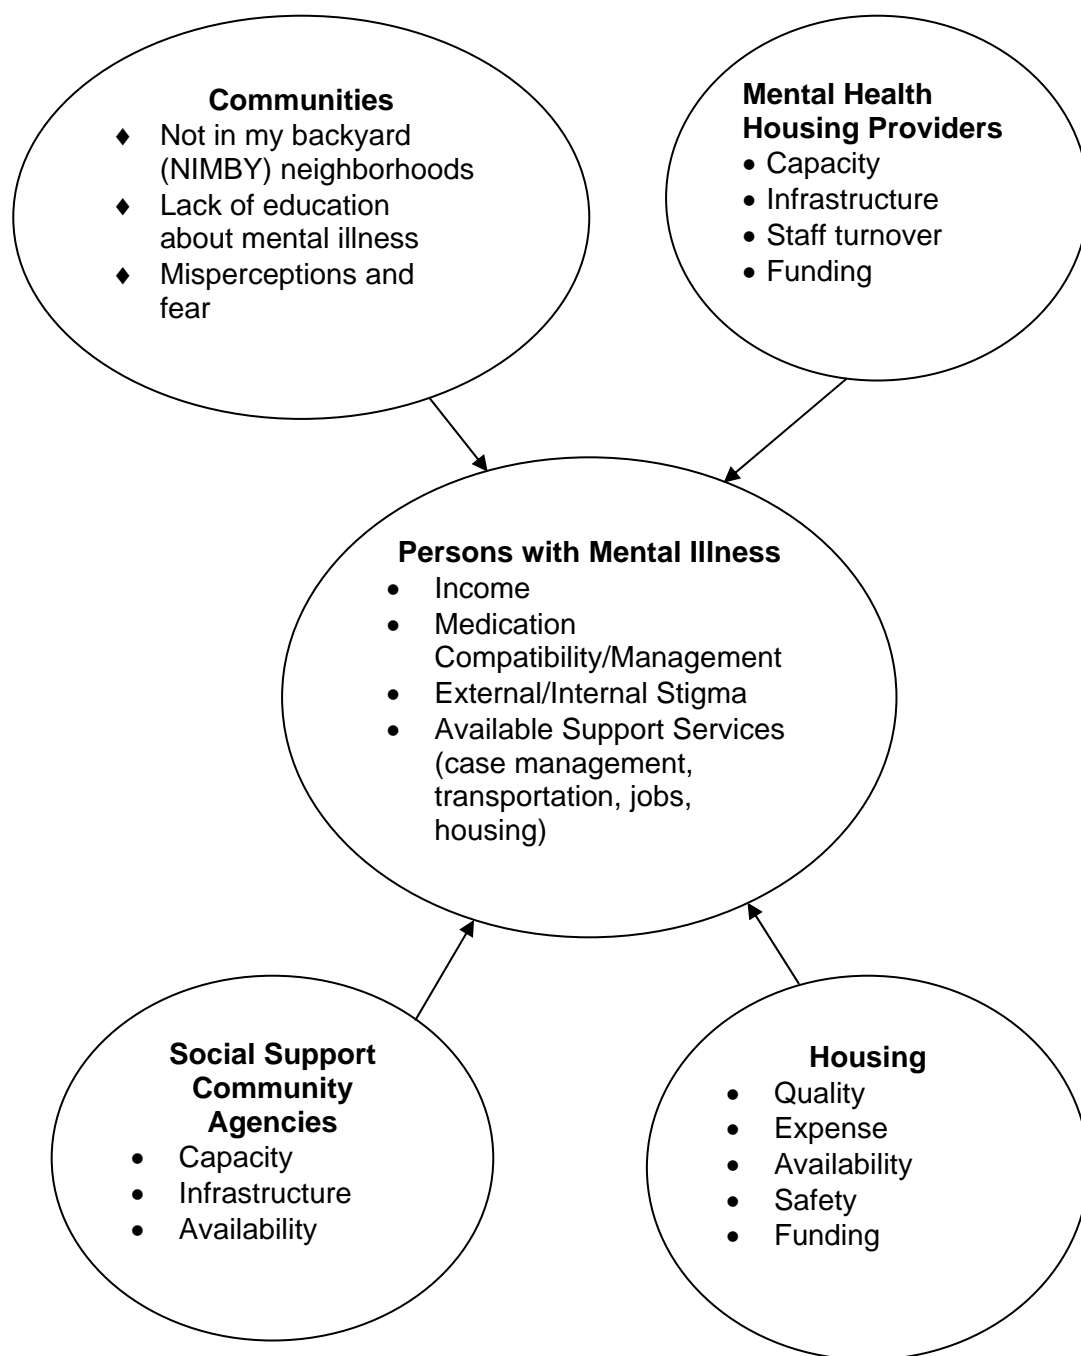 Communities
♦ Not in my backyard
(NIMBY) neighborhoods
♦ Lack of education
about mental illness
♦ Misperceptions and
fear
Mental Health
Housing Providers
• Capacity
• Infrastructure
• Staff turnover
• Funding
Persons with Mental Illness
• Income
• Medication
Compatibility/Management
• External/Internal Stigma
• Available Support Services
(case management,
transportation, jobs,
housing)
Social Support
Community
Agencies
• Capacity
• Infrastructure
• Availability
Housing
• Quality
• Expense
• Availability
• Safety
• Funding